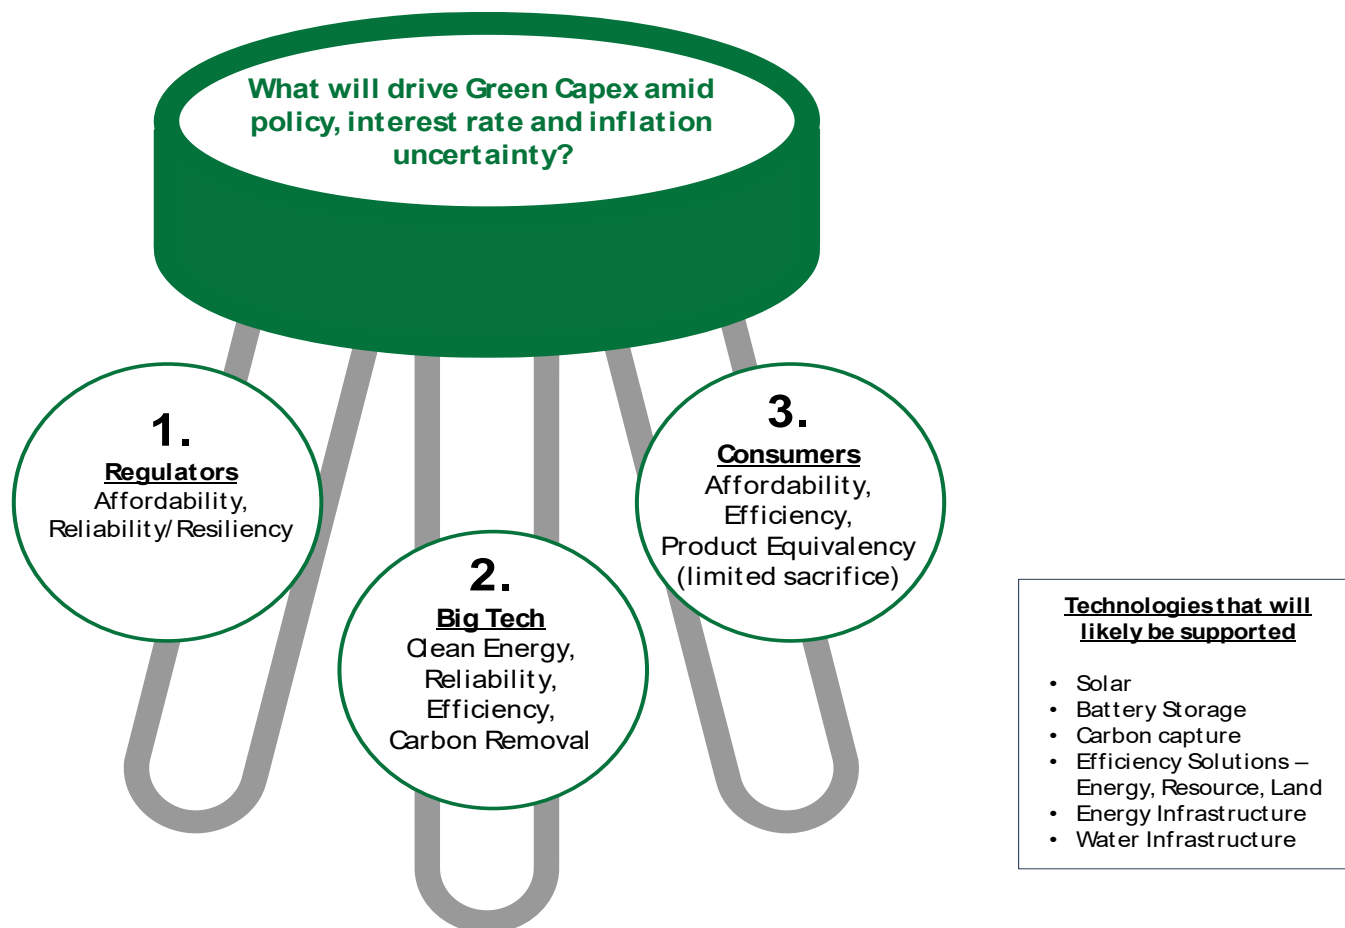 What will drive Green Capex amid
policy, interest rate and inflation
uncertainty?
1.
Regulators
Affordability,
Reliability/Resiliency
2.
Big Tech
Clean Energy,
Reliability,
Efficiency,
Carbon Removal
3.
Consumers
Affordability,
Efficiency,
Product Equivalency
(limited sacrifice)
Technologies that will
likely be supported
• Solar
• Battery Storage
• Carbon capture
• Efficiency Solutions –
Energy, Resource, Land
• Energy Infrastructure
• Water Infrastructure